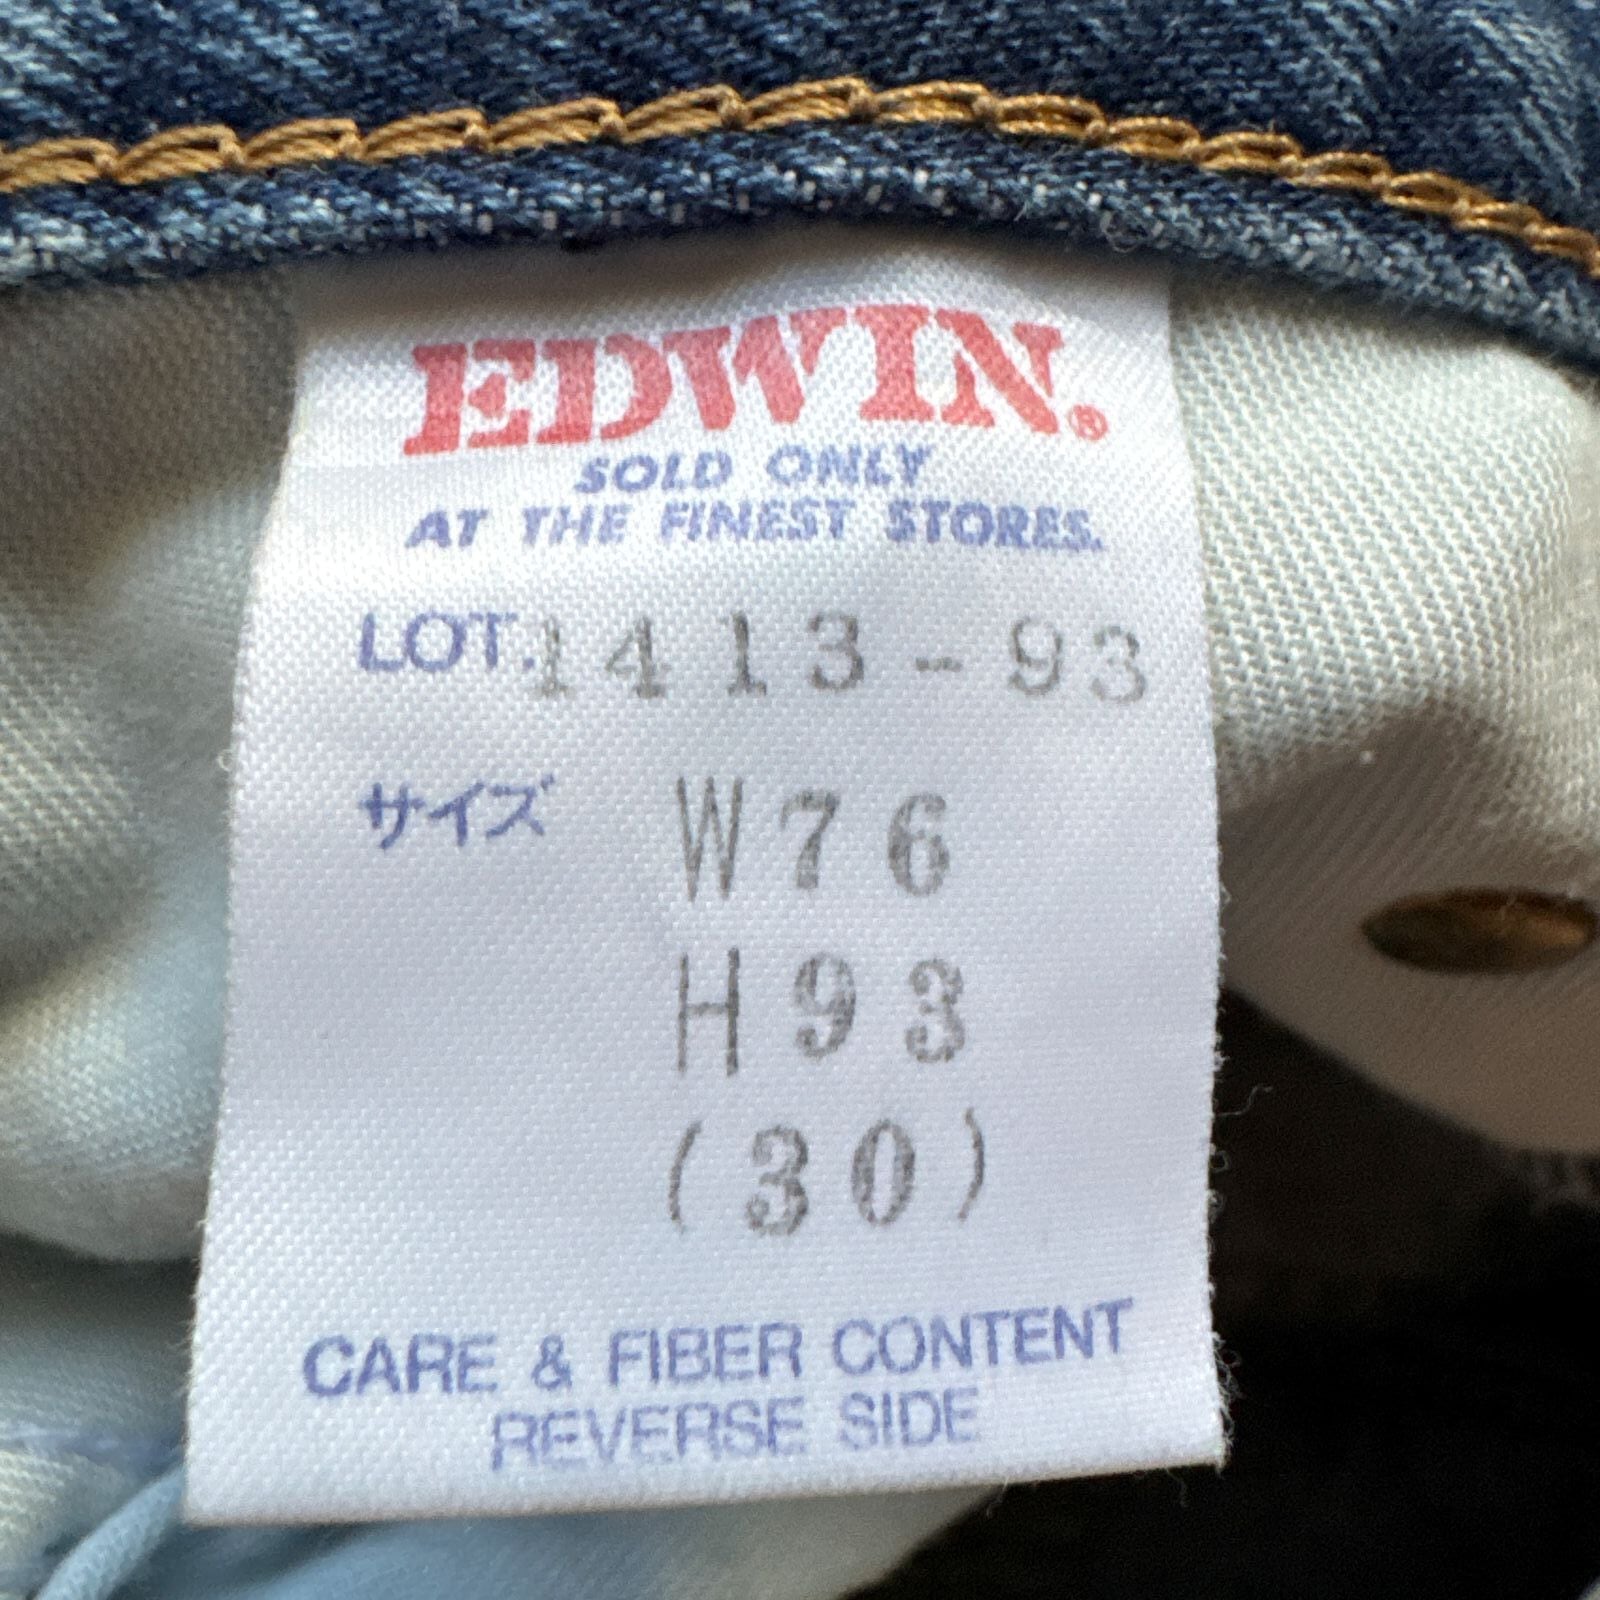 EDWIN®
SOLD ONLY
AT THE FINEST STORES.
LOT. 1413-93
サイズ W76
H93
(30)
CARE & FIBER CONTENT
REVERSE SIDE